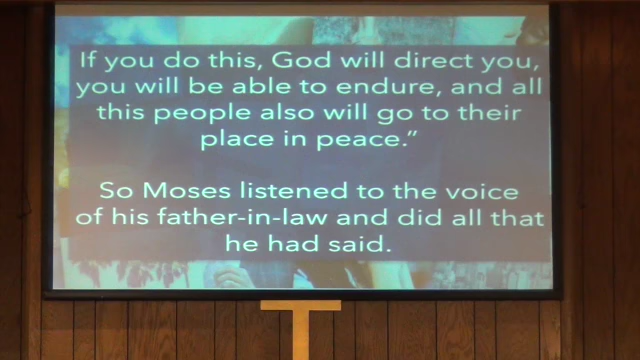 If you do this, God will direct you,
you will be able to endure, and all
this people also will go to their
place in peace.”
So Moses listened to the voice
of his father-in-law and did all that
he had said.